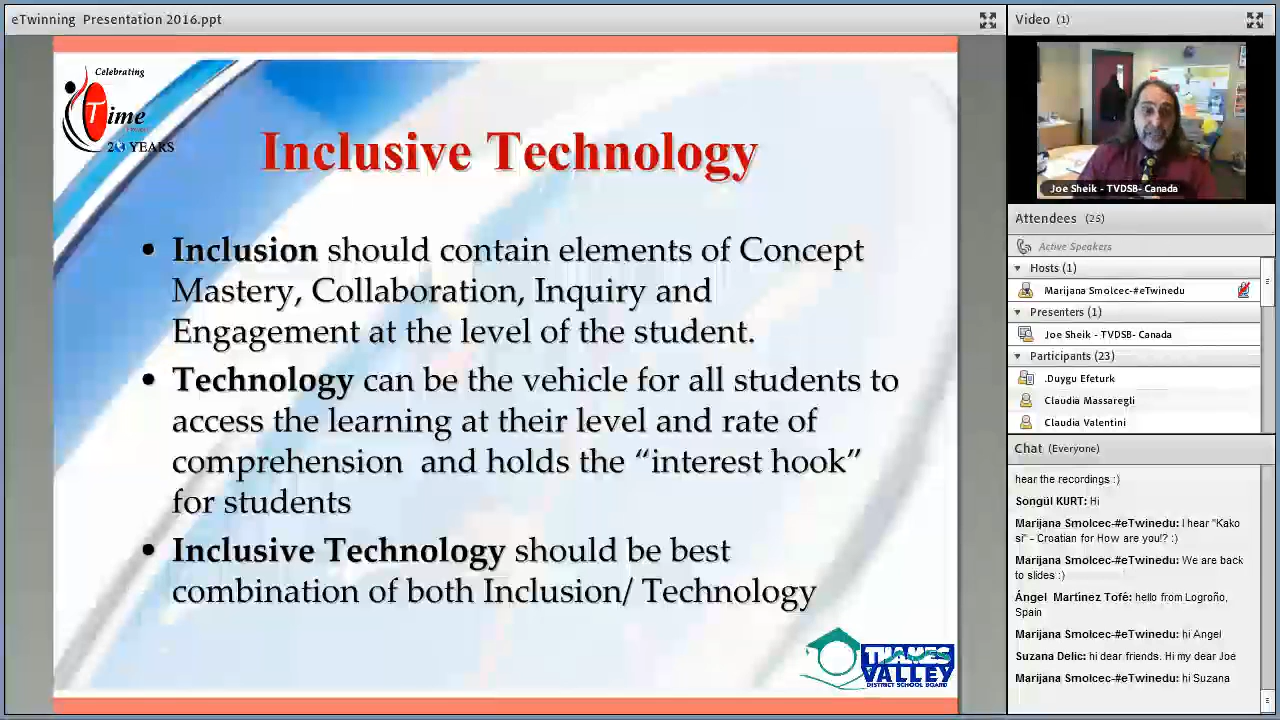 eTwinning Presentation 2016.ppt
Celebrating
Time
20 YEARS
Inclusive Technology
• Inclusion should contain elements of Concept
Mastery, Collaboration, Inquiry and
Engagement at the level of the student.
• Technology can be the vehicle for all students to
access the learning at their level and rate of
comprehension and holds the “interest hook”
for students
• Inclusive Technology should be best
combination of both Inclusion/ Technology
THAMES
VALLEY
DISTRICT SCHOOL BOARD
Video (1)
Joe Sheik - TVDSB- Canada
Attendees (25)
Active Speakers
Hosts (1)
Marijana Smolcec-#eTwinedu
Presenters (1)
Joe Sheik - TVDSB- Canada
Participants (23)
.Duygu Efeturk
Claudia Massaregli
Claudia Valentini
Chat (Everyone)
hear the recordings :)
Songül KURT: Hi
Marijana Smolcec-#eTwinedu: I hear "Kako
si" - Croatian for How are you!? :)
Marijana Smolcec-#eTwinedu: We are back
to slides :)
Ángel Martínez Tofé: hello from Logroño,
Spain
Marijana Smolcec-#eTwinedu: hi Angel
Suzana Delic: hi dear friends. Hi my dear Joe
Marijana Smolcec-#eTwinedu: hi Suzana